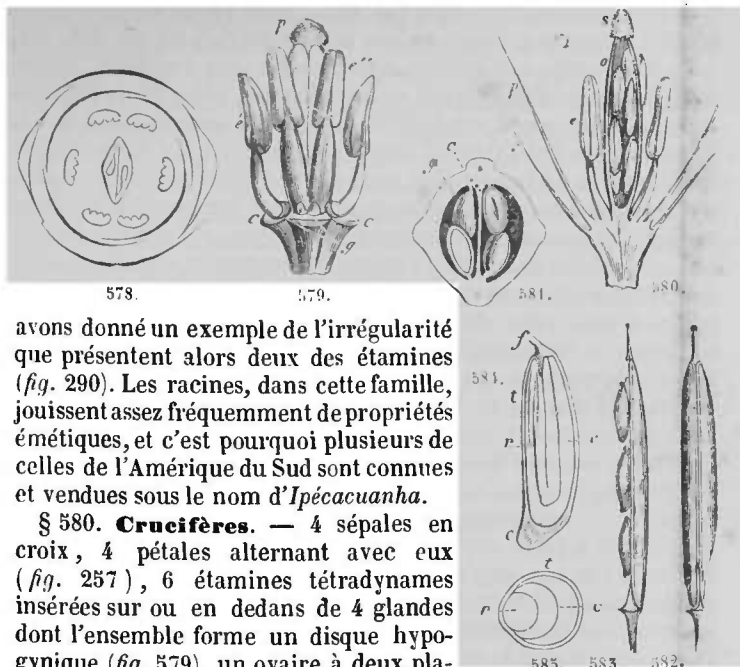 p
s
e
e''
o
p
e
c
a
c
c
g
578.
579.
581.
580.
avons donné un exemple de l'irrégularité
que présentent alors deux des étamines
(fig. 290). Les racines, dans cette famille,
jouissent assez fréquemment de propriétés
émétiques, et c'est pourquoi plusieurs de
celles de l'Amérique du Sud sont connues
et vendues sous le nom d'Ipécacuanha.
§ 580. Crucifères. — 4 sépales en
croix, 4 pétales alternant avec eux
(fig. 257), 6 étamines tétradynames
insérées sur ou en dedans de 4 glandes
dont l'ensemble forme un disque hypo-
gynique (fig. 579), un ovaire à deux pla-
f
584.
t
r
c
c
t
r
c
585.
583.
582.